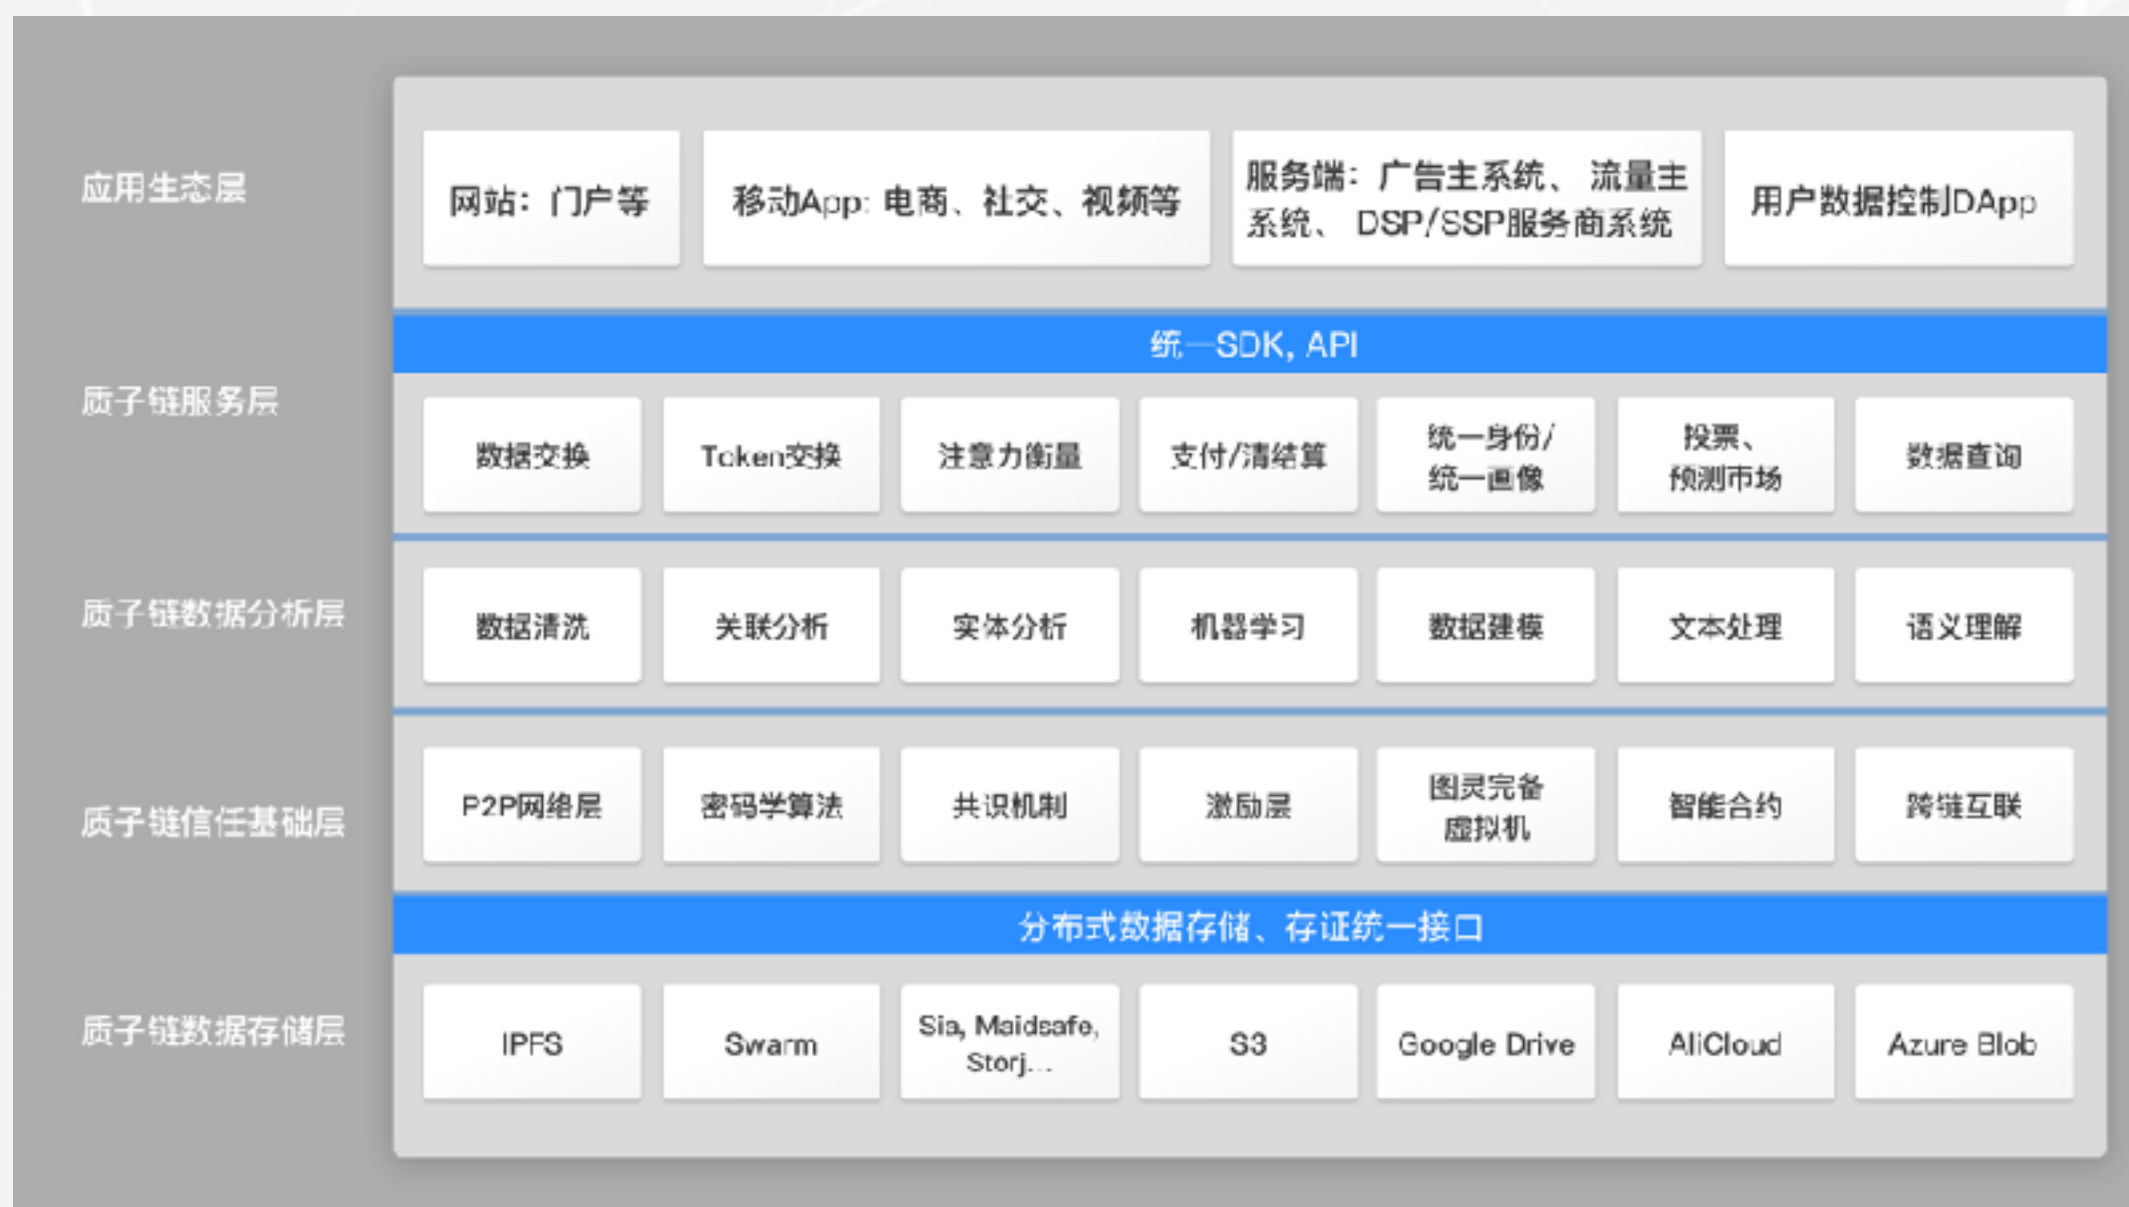 应用生态层
网站：门户等
移动App: 电商、社交、视频等
服务端：广告主系统、 流量主
系统、 DSP/SSP服务商系统
用户数据控制DApp
统一SDK, API
质子链服务层
数据交换
Token交换
注意力衡量
支付/清结算
统一身份/
统一画像
投票、
预测市场
数据查询
质子链数据分析层
数据清洗
关联分析
实体分析
机器学习
数据建模
文本处理
语义理解
质子链信任基础层
P2P网络层
密码学算法
共识机制
激励层
图灵完备
虚拟机
智能合约
跨链互联
分布式数据存储、存证统一接口
质子链数据存储层
IPFS
Swarm
Sia, Maidsafe,
Storj...
S3
Google Drive
AliCloud
Azure Blob